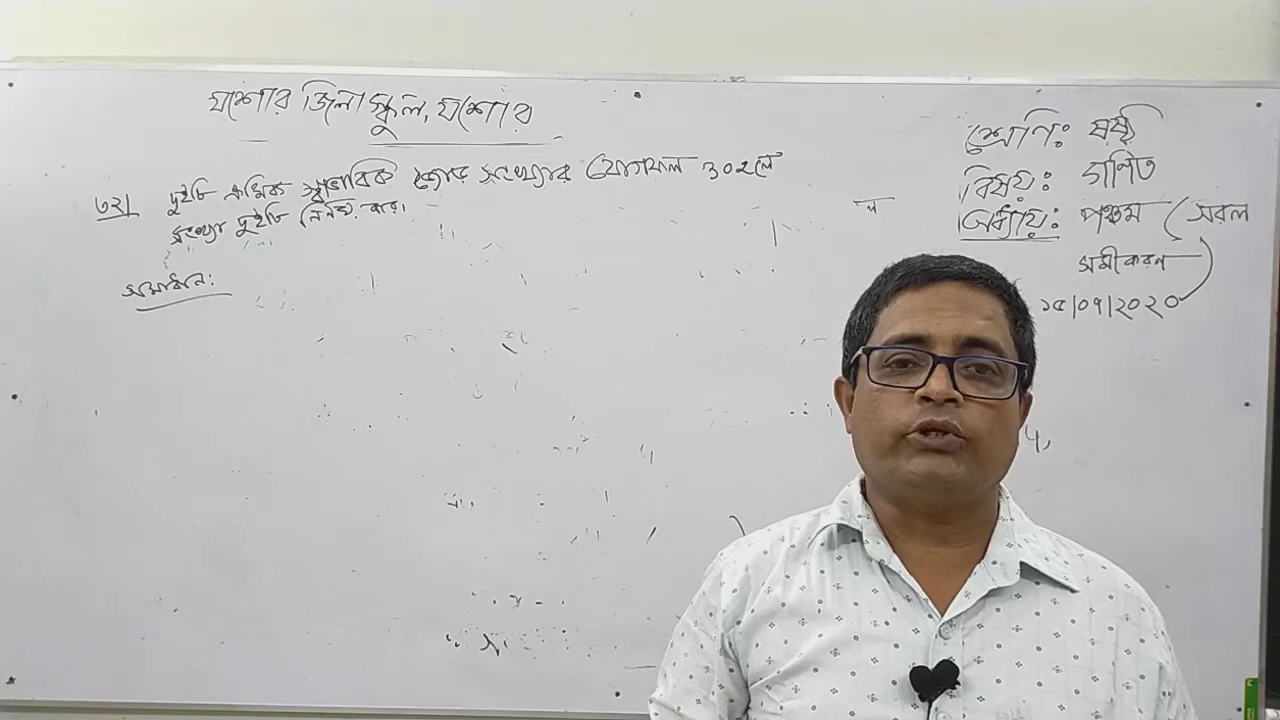 যশোর জিলা স্কুল, যশোর
শ্রেণিঃ ষষ্ঠ
বিষয়ঃ গণিত
অধ্যায়ঃ পঞ্চম (সরল
সমীকরণ)
১৫/০৭/২০২০
৩২| দুইটি ক্রমিক স্বাভাবিক জোড় সংখ্যার যোগফল ৩০২লে
সংখ্যা দুইটি নির্ণয় কর।
সমাধান: